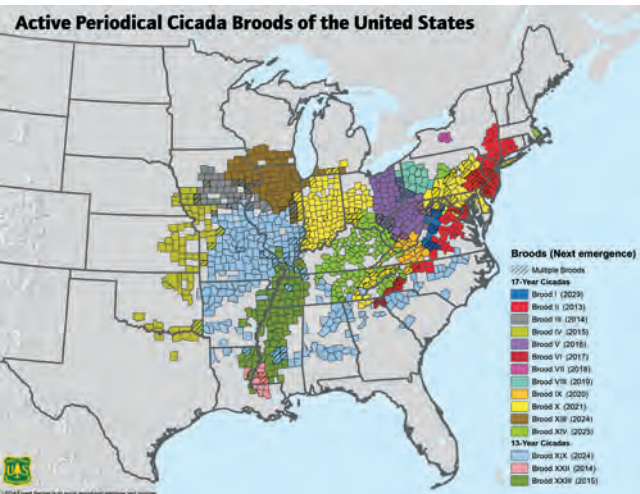 Active Periodical Cicada Broods of the United States
Broods (Next emergence)
Multiple Broods
17-Year Cicadas
Brood I (2029)
Brood II (2013)
Brood III (2014)
Brood IV (2015)
Brood V (2016)
Brood VI (2017)
Brood VII (2018)
Brood VIII (2019)
Brood IX (2020)
Brood X (2021)
Brood XIII (2024)
Brood XIV (2025)
13-Year Cicadas
Brood XIX (2024)
Brood XXII (2014)
Brood XXIII (2015)
US